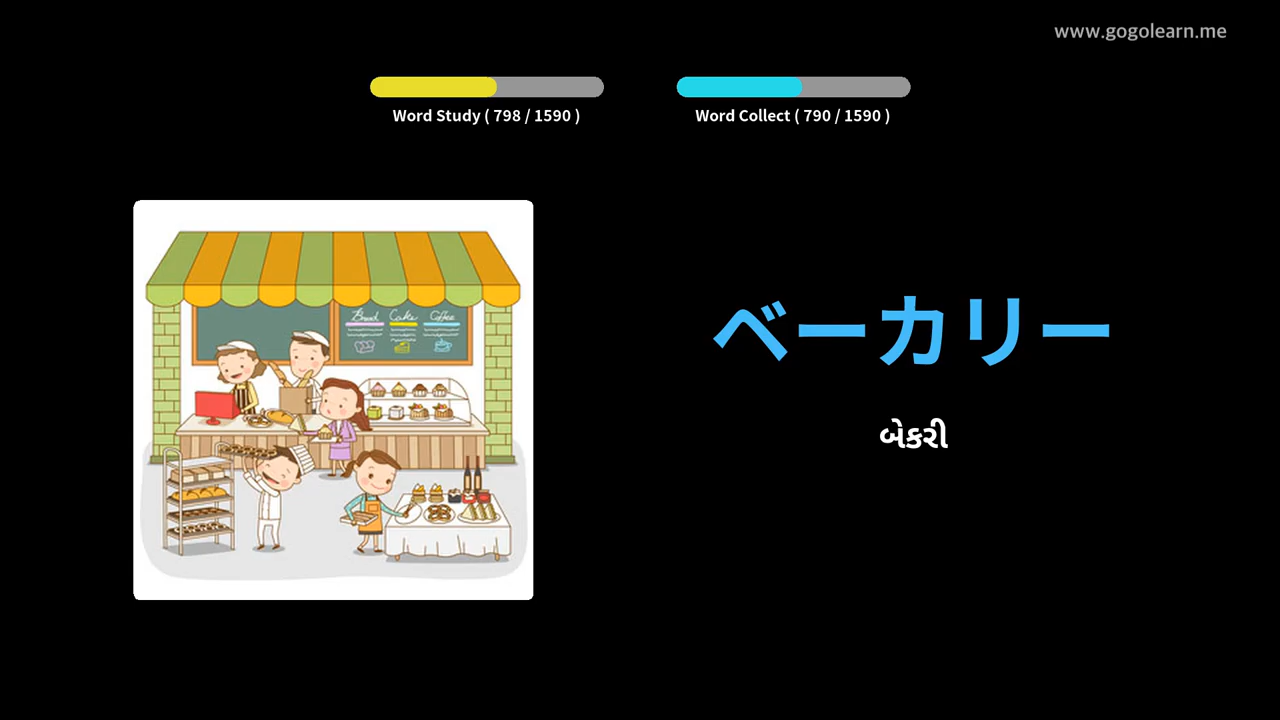 www.gogolearn.me
Word Study ( 798 / 1590 )
Word Collect ( 790 / 1590 )
Bread Cake Coffee
ベーカリー
બેકરી